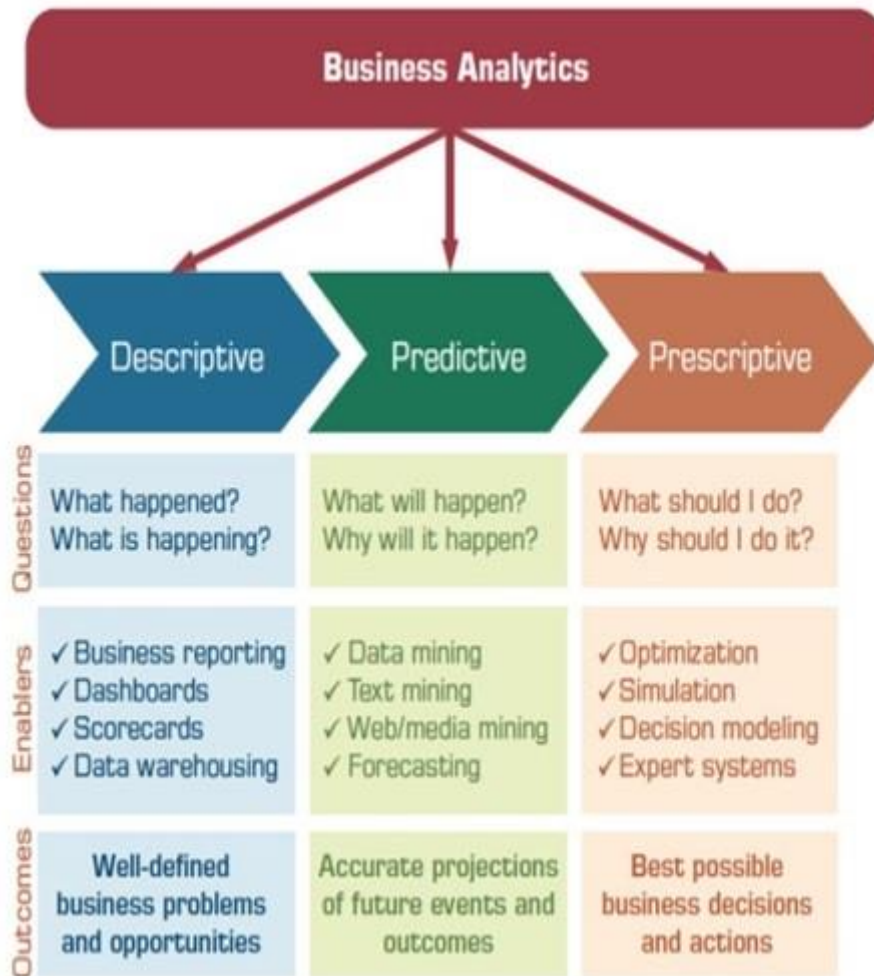 Business Analytics
Descriptive
Predictive
Prescriptive
Questions
What happened?
What is happening?
What will happen?
Why will it happen?
What should I do?
Why should I do it?
Enablers
✓ Business reporting
✓ Dashboards
✓ Scorecards
✓ Data warehousing
✓ Data mining
✓ Text mining
✓ Web/media mining
✓ Forecasting
✓ Optimization
✓ Simulation
✓ Decision modeling
✓ Expert systems
Outcomes
Well-defined
business problems
and opportunities
Accurate projections
of future events and
outcomes
Best possible
business decisions
and actions